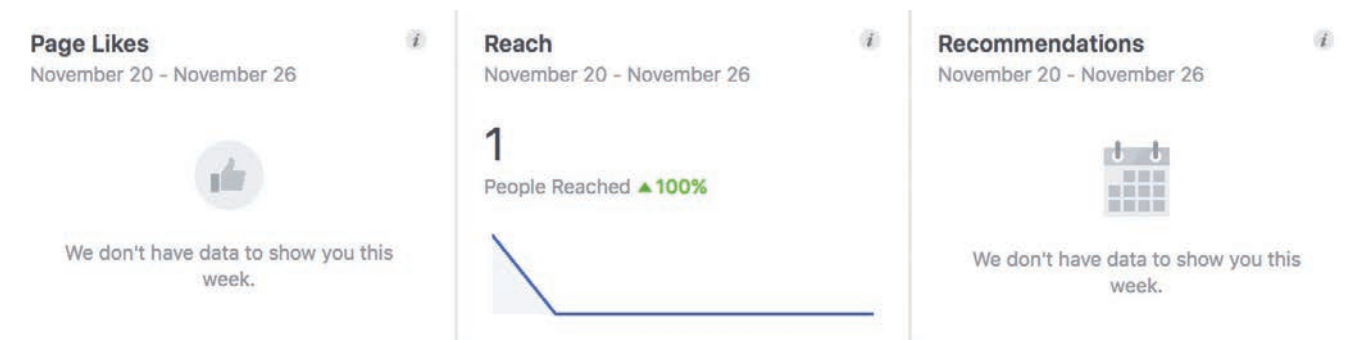 Page Likes
November 20 - November 26
We don't have data to show you this
week.
Reach
November 20 - November 26
1
People Reached ▲100%
Recommendations
November 20 - November 26
We don't have data to show you this
week.